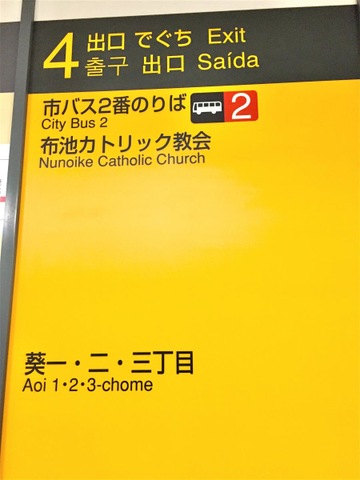 4 出口 でぐち Exit
출구 出口 Saída
市バス2番のりば 2
City Bus 2
布池カトリック教会
Nunoike Catholic Church
葵一・二・三丁目
Aoi 1・2・3-chome